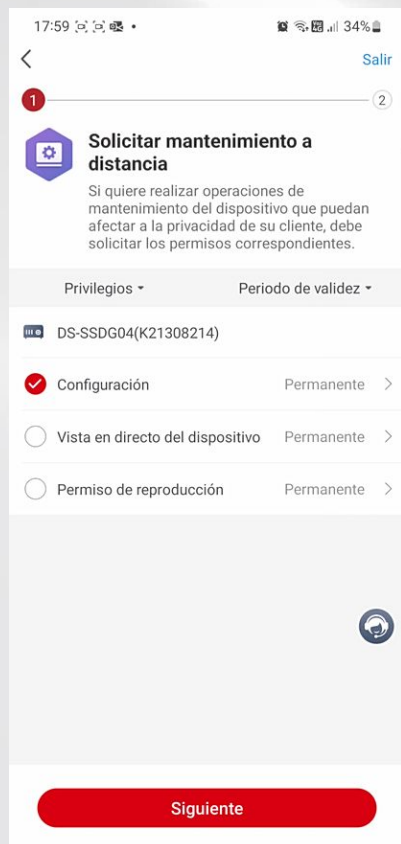 17:59
34%
Salir
1
2
Solicitar mantenimiento a
distancia
Si quiere realizar operaciones de
mantenimiento del dispositivo que puedan
afectar a la privacidad de su cliente, debe
solicitar los permisos correspondientes.
Privilegios
Periodo de validez
DS-SSDG04(K21308214)
Configuración Permanente
Vista en directo del dispositivo Permanente
Permiso de reproducción Permanente
Siguiente